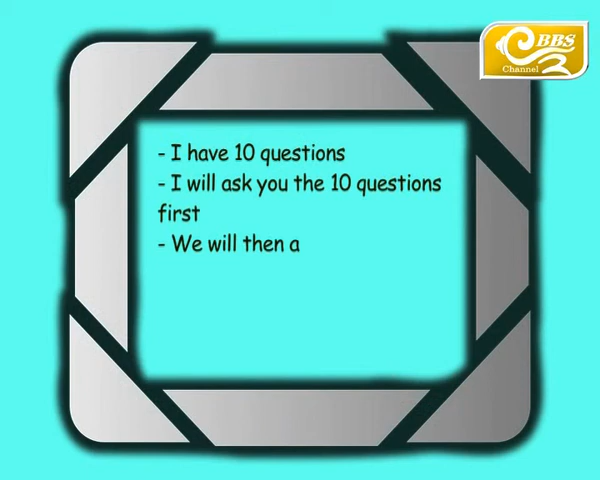 BBS
Channel 2
- I have 10 questions
- I will ask you the 10 questions
first
- We will then a